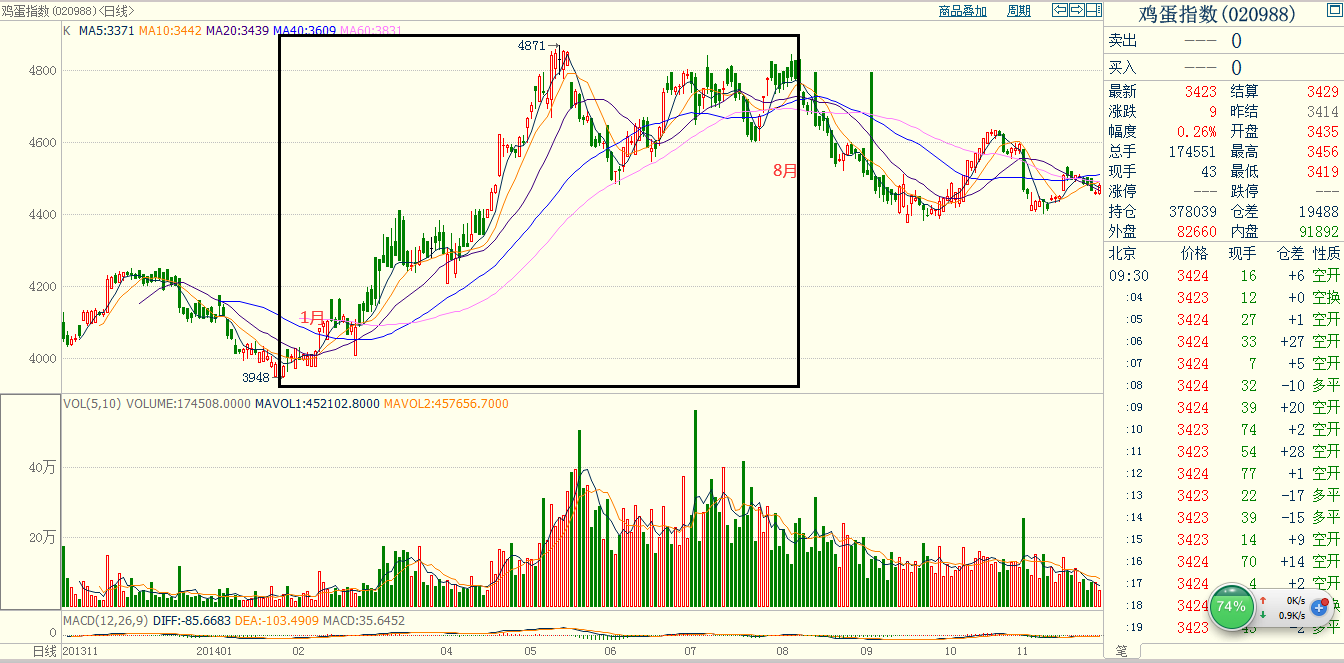 鸡蛋指数(020988)<日线> 商品叠加 周期
K MA5:3371 MA10:3442 MA20:3439 MA40:3609 MA60:3831
4871
4800
4600
8月
4400
4200
1月
4000
3948
VOL(5,10) VOLUME:174508.0000 MAVOL1:452102.8000 MAVOL2:457656.7000
40万
20万
MACD(12,26,9) DIFF:-85.6683 DEA:-103.4909 MACD:35.6452
0
日线 201311 201401 02 04 05 06 07 08 09 10 11
鸡蛋指数(020988)
卖出 --- 0
买入 --- 0
最新 3423 结算 3429
涨跌 9 昨结 3414
幅度 0.26% 开盘 3435
总手 174551 最高 3456
现手 43 最低 3419
涨停 --- 跌停 ---
持仓 378039 仓差 19488
外盘 82660 内盘 91892
北京 价格 现手 仓差 性质
09:30 3424 16 +6 空开
:04 3423 12 +0 空换
:05 3424 27 +1 空开
:06 3424 33 +27 空开
:07 3424 7 +5 空开
:08 3424 32 -10 多平
:09 3424 39 +20 空开
:10 3423 74 +2 空开
:11 3423 54 +28 空开
:12 3424 77 +1 空开
:13 3423 22 -17 多平
:14 3423 39 -15 多平
:15 3423 14 +9 空开
:16 3424 70 +14 空开
:17 3424 4 +2 空开
:18 3424 换
:19 3423 43 -2 多平
74% 0K/s
0.9K/s
笔